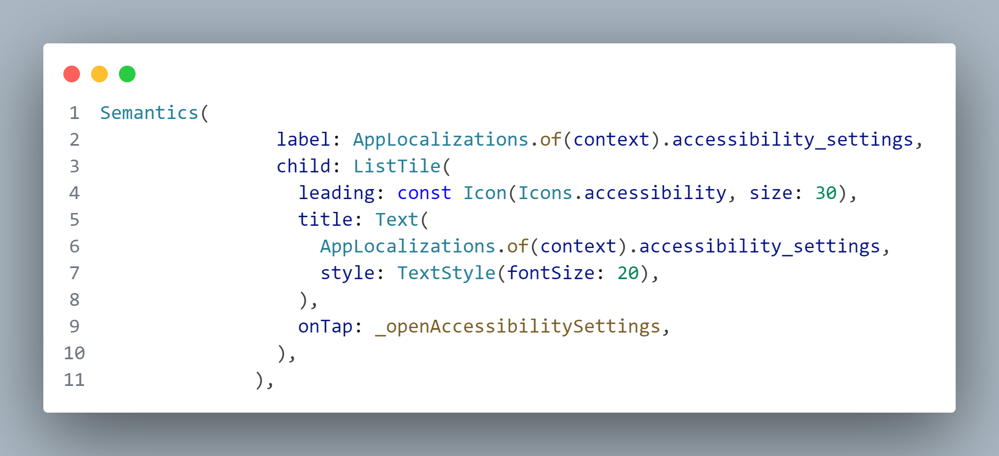 1 Semantics(
2                 label: AppLocalizations.of(context).accessibility_settings,
3                 child: ListTile(
4                   leading: const Icon(Icons.accessibility, size: 30),
5                   title: Text(
6                     AppLocalizations.of(context).accessibility_settings,
7                     style: TextStyle(fontSize: 20),
8                   ),
9                   onTap: _openAccessibilitySettings,
10                 ),
11               ),